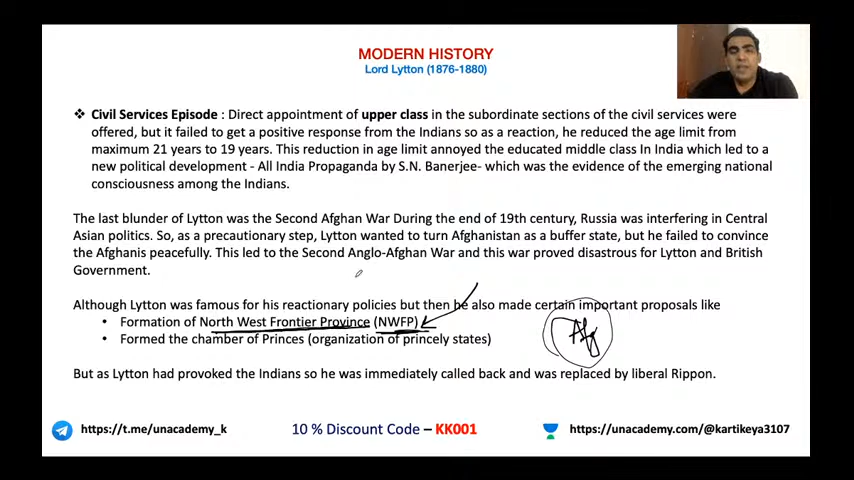 MODERN HISTORY
Lord Lytton (1876-1880)
❖ Civil Services Episode : Direct appointment of upper class in the subordinate sections of the civil services were
offered, but it failed to get a positive response from the Indians so as a reaction, he reduced the age limit from
maximum 21 years to 19 years. This reduction in age limit annoyed the educated middle class In India which led to a
new political development - All India Propaganda by S.N. Banerjee- which was the evidence of the emerging national
consciousness among the Indians.
The last blunder of Lytton was the Second Afghan War During the end of 19th century, Russia was interfering in Central
Asian politics. So, as a precautionary step, Lytton wanted to turn Afghanistan as a buffer state, but he failed to convince
the Afghanis peacefully. This led to the Second Anglo-Afghan War and this war proved disastrous for Lytton and British
Government.
Although Lytton was famous for his reactionary policies but then he also made certain important proposals like
• Formation of North West Frontier Province (NWFP)
• Formed the chamber of Princes (organization of princely states)
Afg
But as Lytton had provoked the Indians so he was immediately called back and was replaced by liberal Rippon.
https://t.me/unacademy_k
10 % Discount Code – KK001
https://unacademy.com/@kartikeya3107